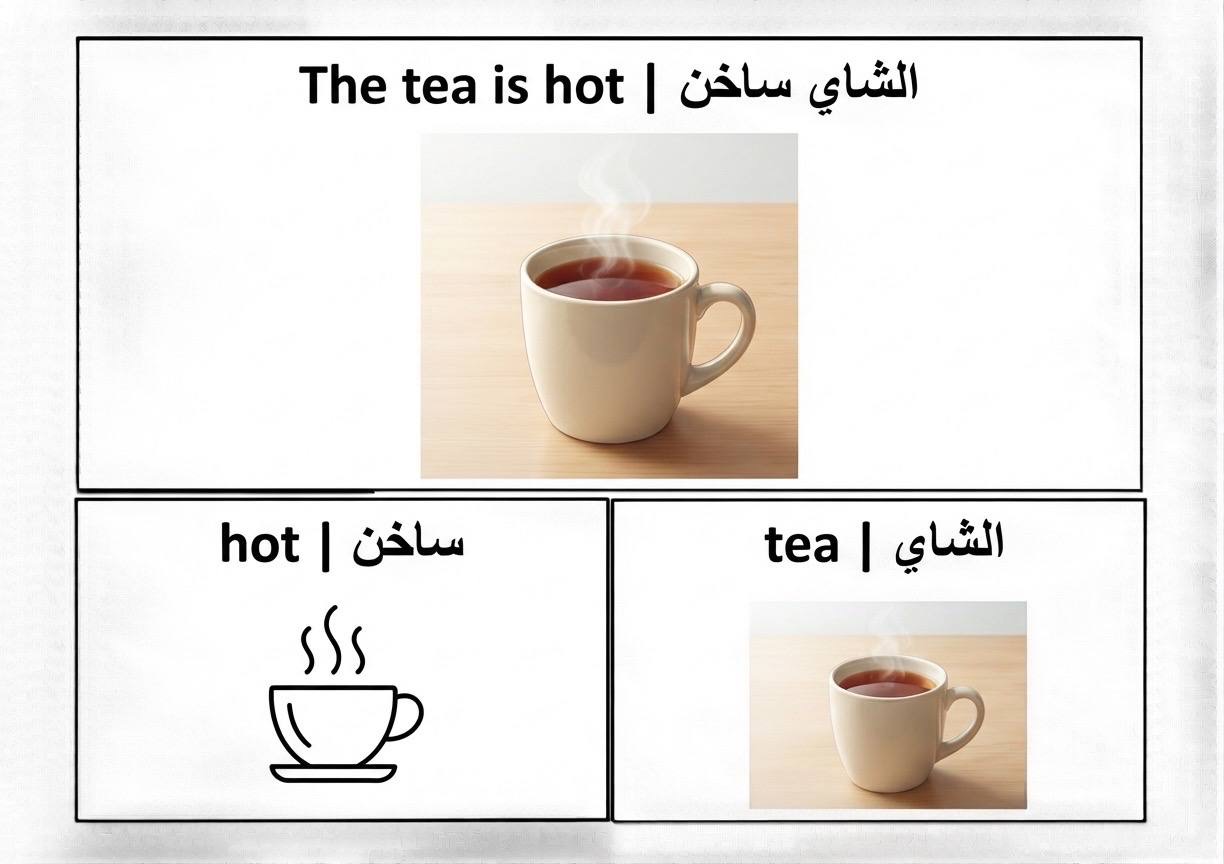 The tea is hot | الشاي ساخن
hot | ساخن
tea | الشاي